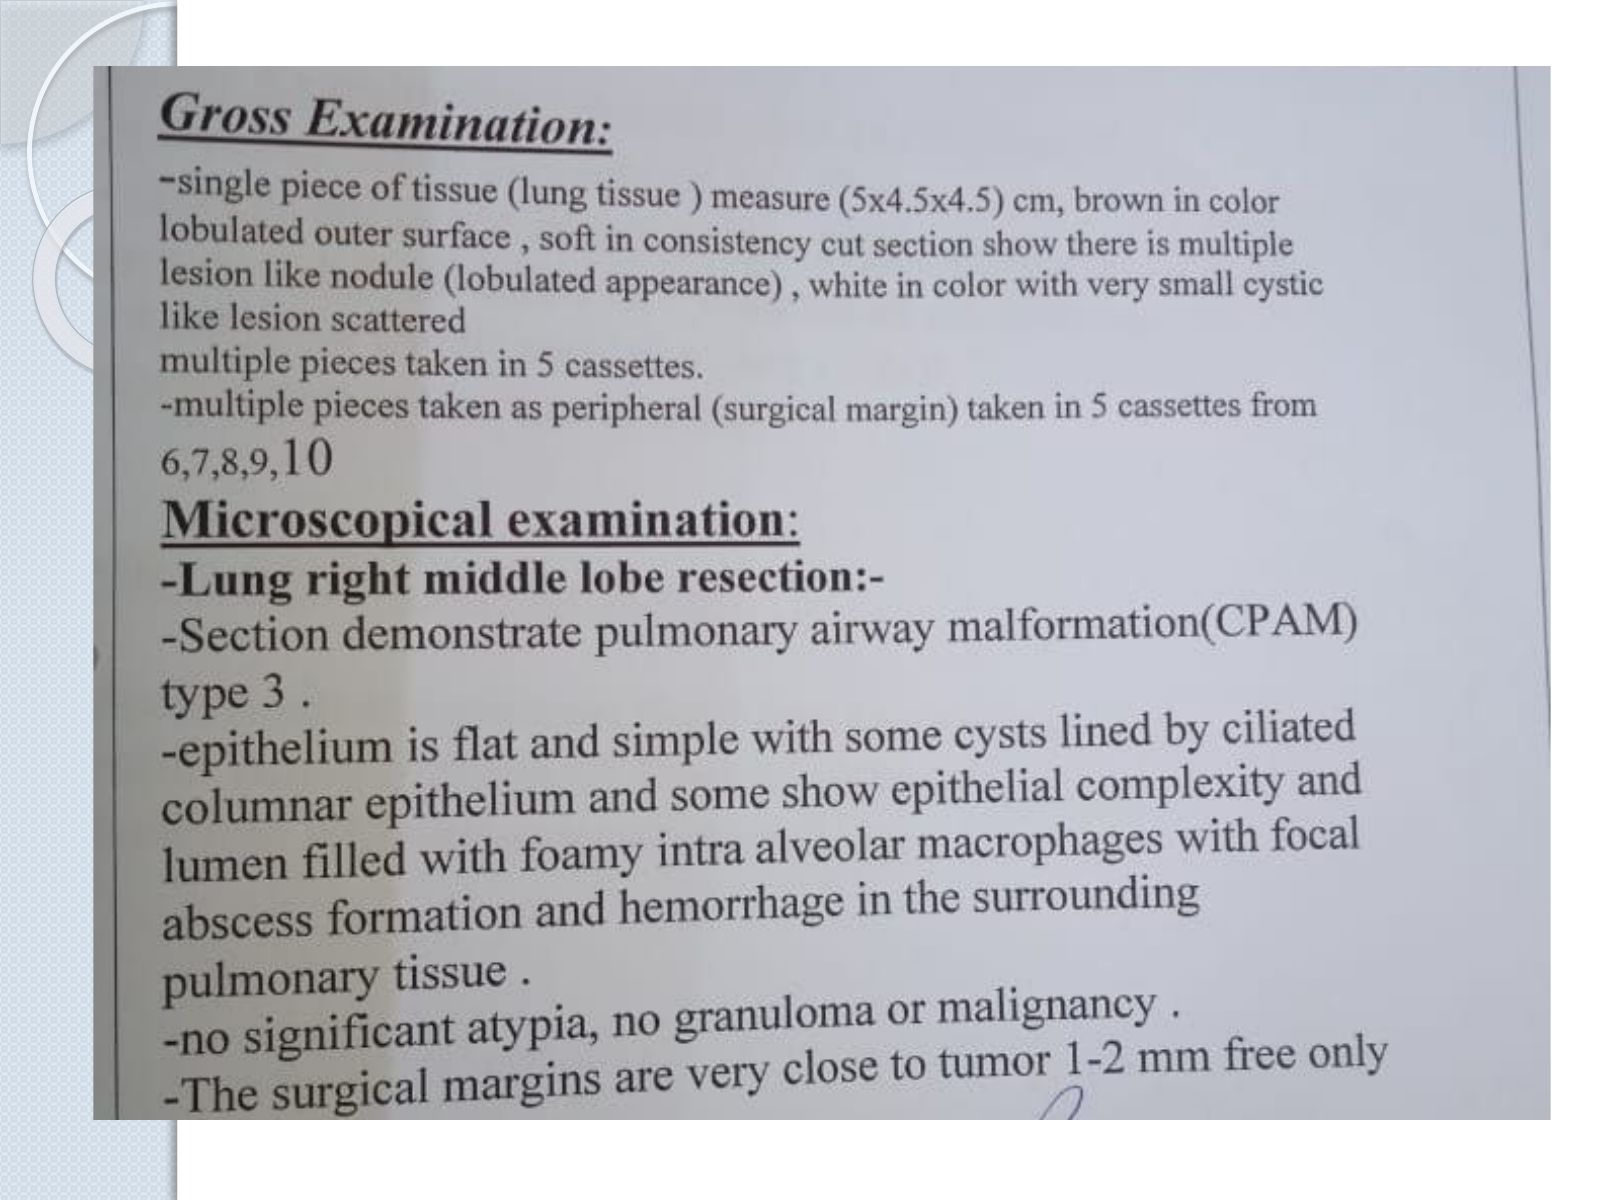 Gross Examination:
-single piece of tissue (lung tissue ) measure (5x4.5x4.5) cm, brown in color
lobulated outer surface , soft in consistency cut section show there is multiple
lesion like nodule (lobulated appearance) , white in color with very small cystic
like lesion scattered
multiple pieces taken in 5 cassettes.
-multiple pieces taken as peripheral (surgical margin) taken in 5 cassettes from
6,7,8,9,10
Microscopical examination:
-Lung right middle lobe resection:-
-Section demonstrate pulmonary airway malformation(CPAM)
type 3 .
-epithelium is flat and simple with some cysts lined by ciliated
columnar epithelium and some show epithelial complexity and
lumen filled with foamy intra alveolar macrophages with focal
abscess formation and hemorrhage in the surrounding
pulmonary tissue .
-no significant atypia, no granuloma or malignancy .
-The surgical margins are very close to tumor 1-2 mm free only